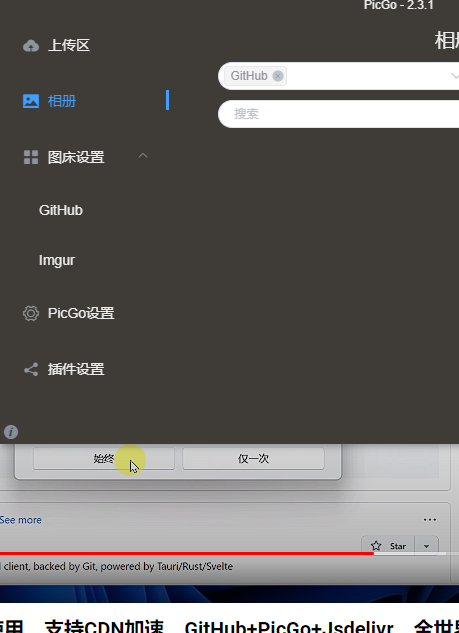 PicGo - 2.3.1
上传区
相
相册
GitHub
搜索
图床设置
GitHub
Imgur
PicGo设置
插件设置
始终
仅一次
See more
Star
client, backed by Git, powered by Tauri/Rust/Svelte
使用，支持CDN加速，GitHub+PicGo+Jsdelivr，全世界